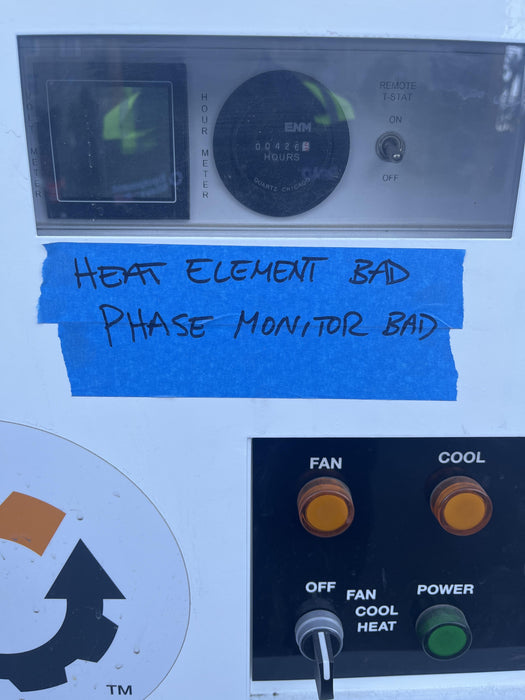 VOLT METER
HOUR METER
ENM
00426
HOURS
QUARTZ CHICAGO
REMOTE
T-STAT
ON
OFF
HEAT ELEMENT BAD
PHASE MONITOR BAD
FAN
COOL
OFF
FAN
COOL
HEAT
POWER
TM